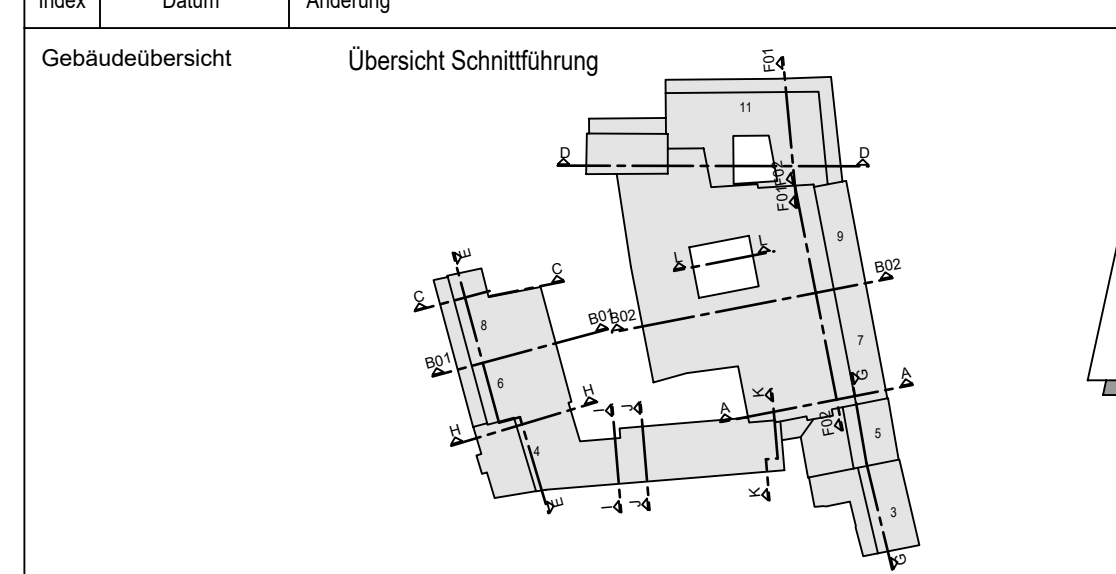 Index Datum Änderung
Gebäudeübersicht Übersicht Schnittführung
F01
11
D D
F02
F01
9
E
L L
C C
B02
8
B01 B02
7
B01
6
H
G
A
K
I J
A
H
F02
4
5
E
I J
K
3
G